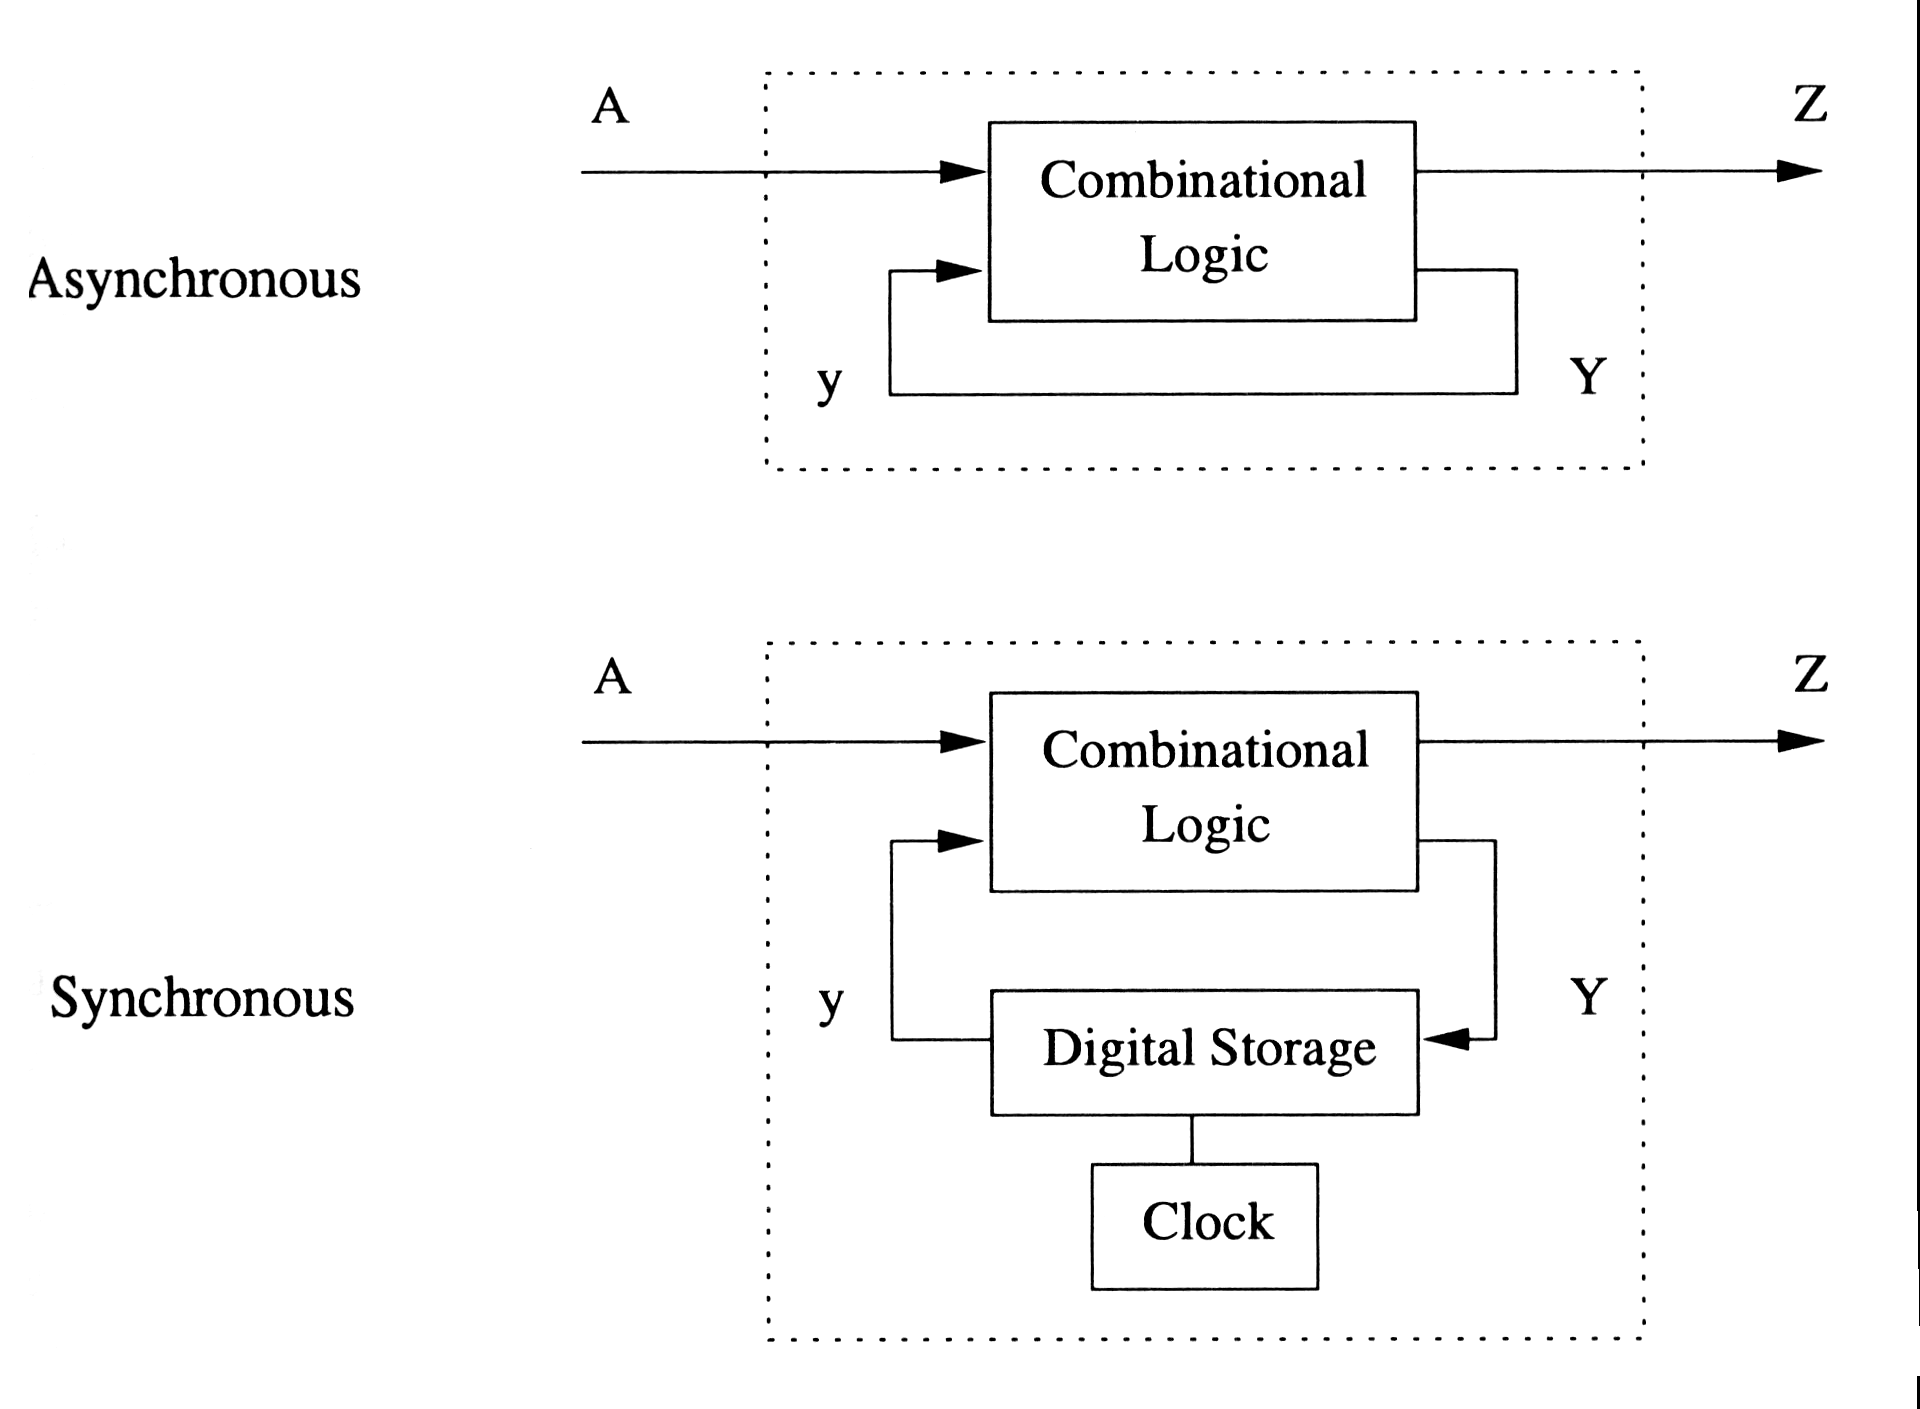 A
Z
Combinational
Logic
Asynchronous
y
Y
A
Z
Combinational
Logic
Synchronous
y
Y
Digital Storage
Clock